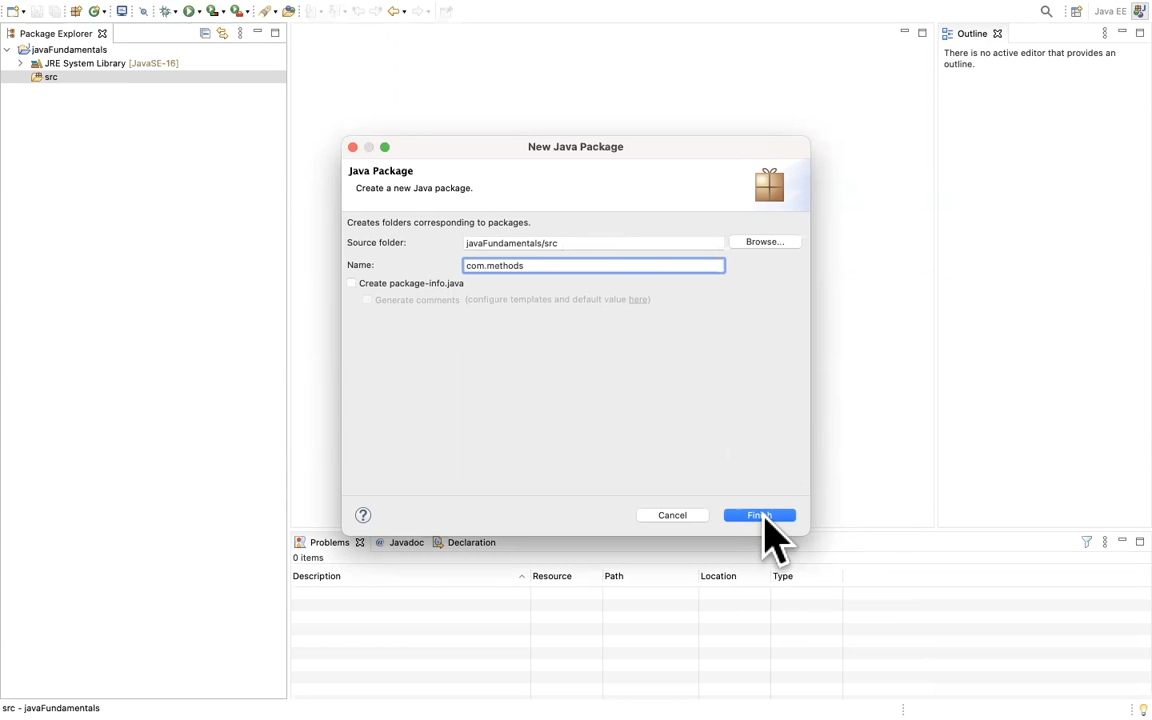 Java EE
Package Explorer
Outline
javaFundamentals
JRE System Library [JavaSE-16]
src
There is no active editor that provides an
outline.
New Java Package
Java Package
Create a new Java package.
Creates folders corresponding to packages.
Source folder: javaFundamentals/src Browse...
Name: com.methods
Create package-info.java
Generate comments (configure templates and default value here)
? Cancel
Problems @ Javadoc Declaration
0 items
Description Resource Path Location Type
src - javaFundamentals